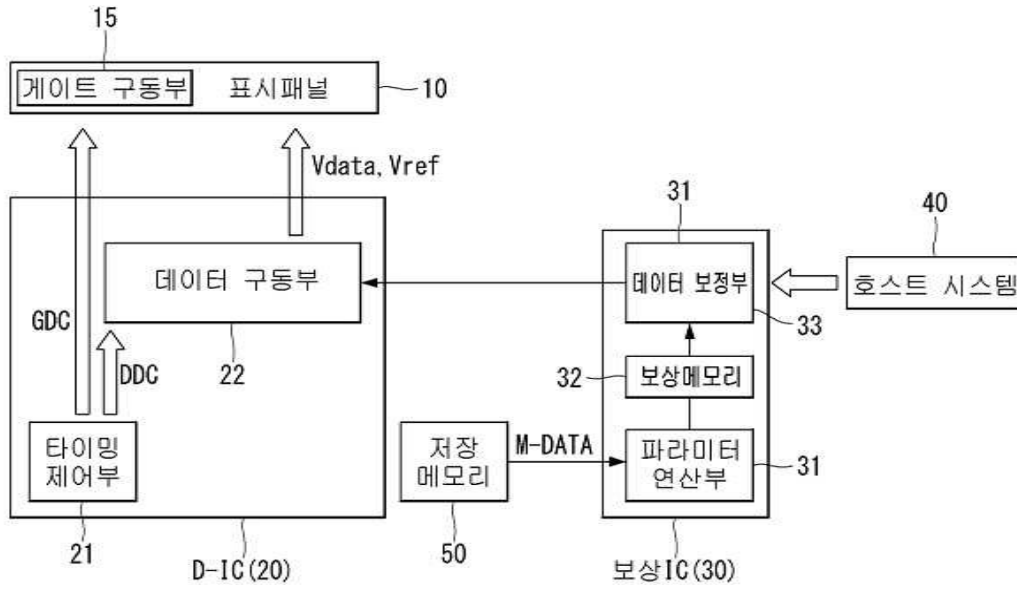 15
게이트 구동부
표시패널
10
Vdata, Vref
31
40
데이터 구동부
데이터 보정부
호스트 시스템
GDC
33
DDC
22
32
보상메모리
타이밍
제어부
저장
메모리
M-DATA
파라미터
연산부
31
21
50
D-IC(20)
보상IC(30)